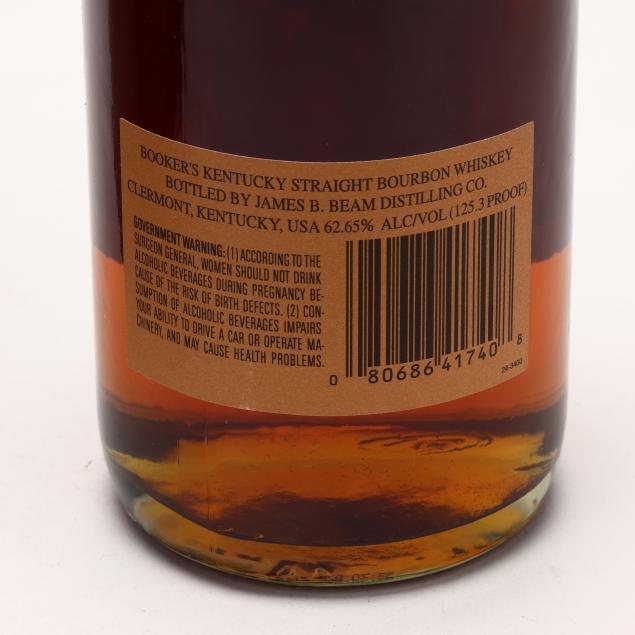 BOOKER'S KENTUCKY STRAIGHT BOURBON WHISKEY
BOTTLED BY JAMES B. BEAM DISTILLING CO.
CLERMONT, KENTUCKY, USA 62.65% ALC/VOL (125.3 PROOF)
GOVERNMENT WARNING: (1) ACCORDING TO THE
SURGEON GENERAL, WOMEN SHOULD NOT DRINK
ALCOHOLIC BEVERAGES DURING PREGNANCY BE-
CAUSE OF THE RISK OF BIRTH DEFECTS. (2) CON-
SUMPTION OF ALCOHOLIC BEVERAGES IMPAIRS
YOUR ABILITY TO DRIVE A CAR OR OPERATE MA-
CHINERY, AND MAY CAUSE HEALTH PROBLEMS.
0 80686 41740 8
28-3400